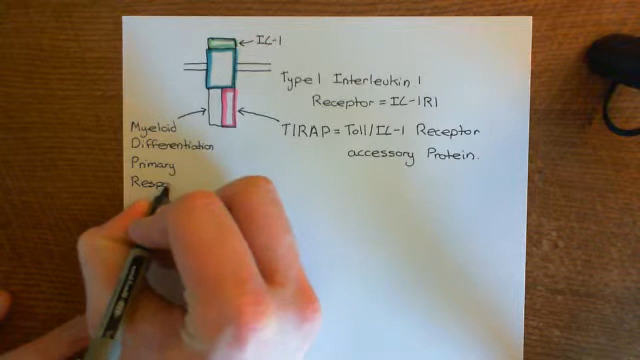 IL-1
Type 1 Interleukin 1
Receptor = IL-1R1
TIRAP = Toll/IL-1 Receptor
accessory Protein.
Myeloid
Differentiation
Primary
Resp